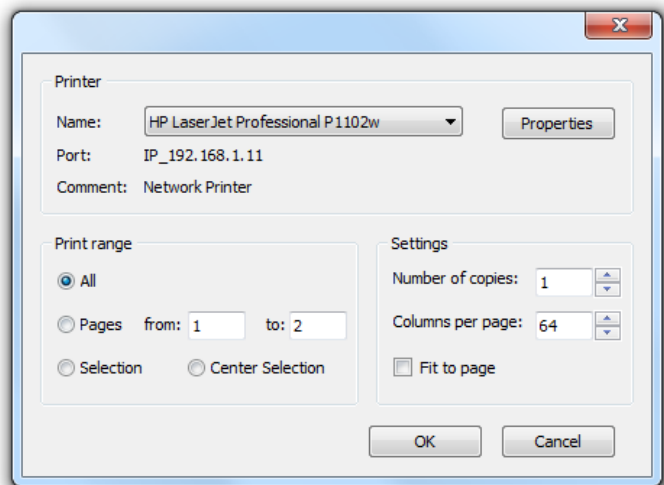 Printer
Name: HP LaserJet Professional P1102w Properties
Port: IP_192.168.1.11
Comment: Network Printer
Print range
All
Pages from: 1 to: 2
Selection Center Selection
Settings
Number of copies: 1
Columns per page: 64
Fit to page
OK Cancel